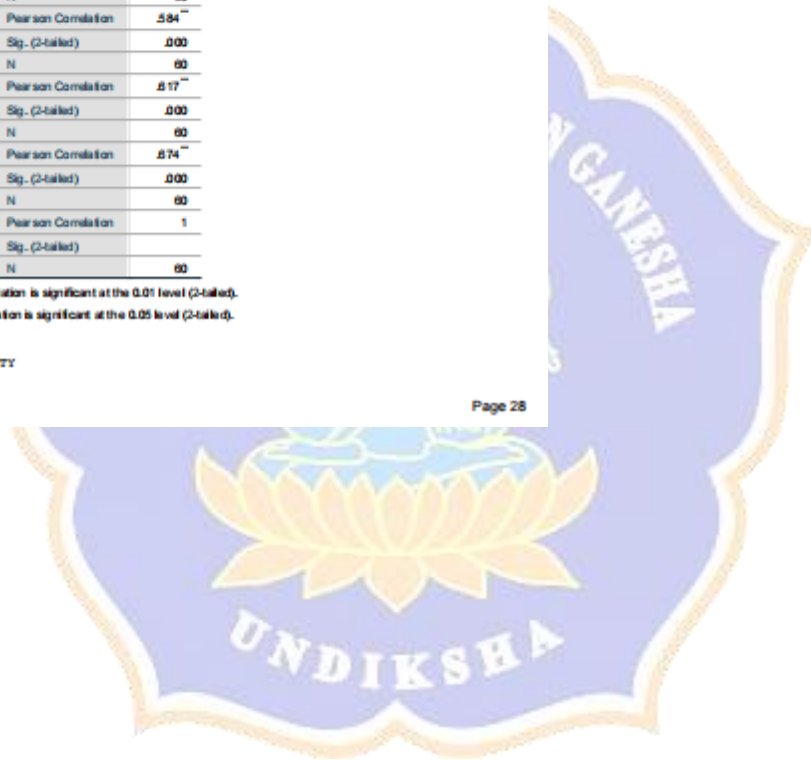 Pearson Correlation .584**
Sig. (2-tailed) .000
N 60
Pearson Correlation .617**
Sig. (2-tailed) .000
N 60
Pearson Correlation .674**
Sig. (2-tailed) .000
N 60
Pearson Correlation 1
Sig. (2-tailed)
N 60
ation is significant at the 0.01 level (2-tailed).
tion is significant at the 0.05 level (2-tailed).
TY
Page 28
N GANESHA
UNDIKSHA